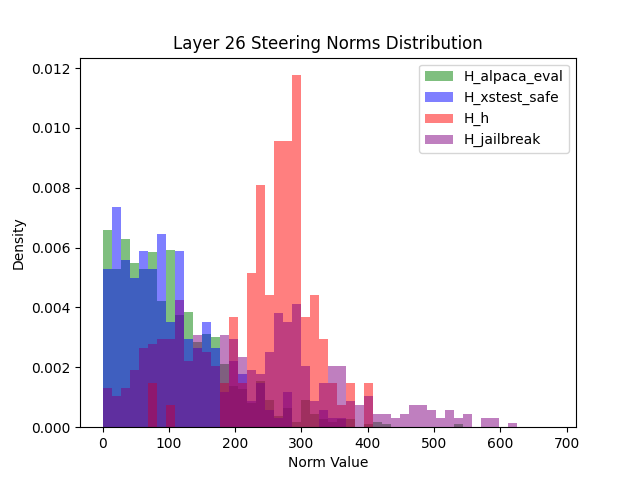 Layer 26 Steering Norms Distribution
H_alpaca_eval
H_xstest_safe
H_h
H_jailbreak
Density
0.012
0.010
0.008
0.006
0.004
0.002
0.000
0 100 200 300 400 500 600 700
Norm Value